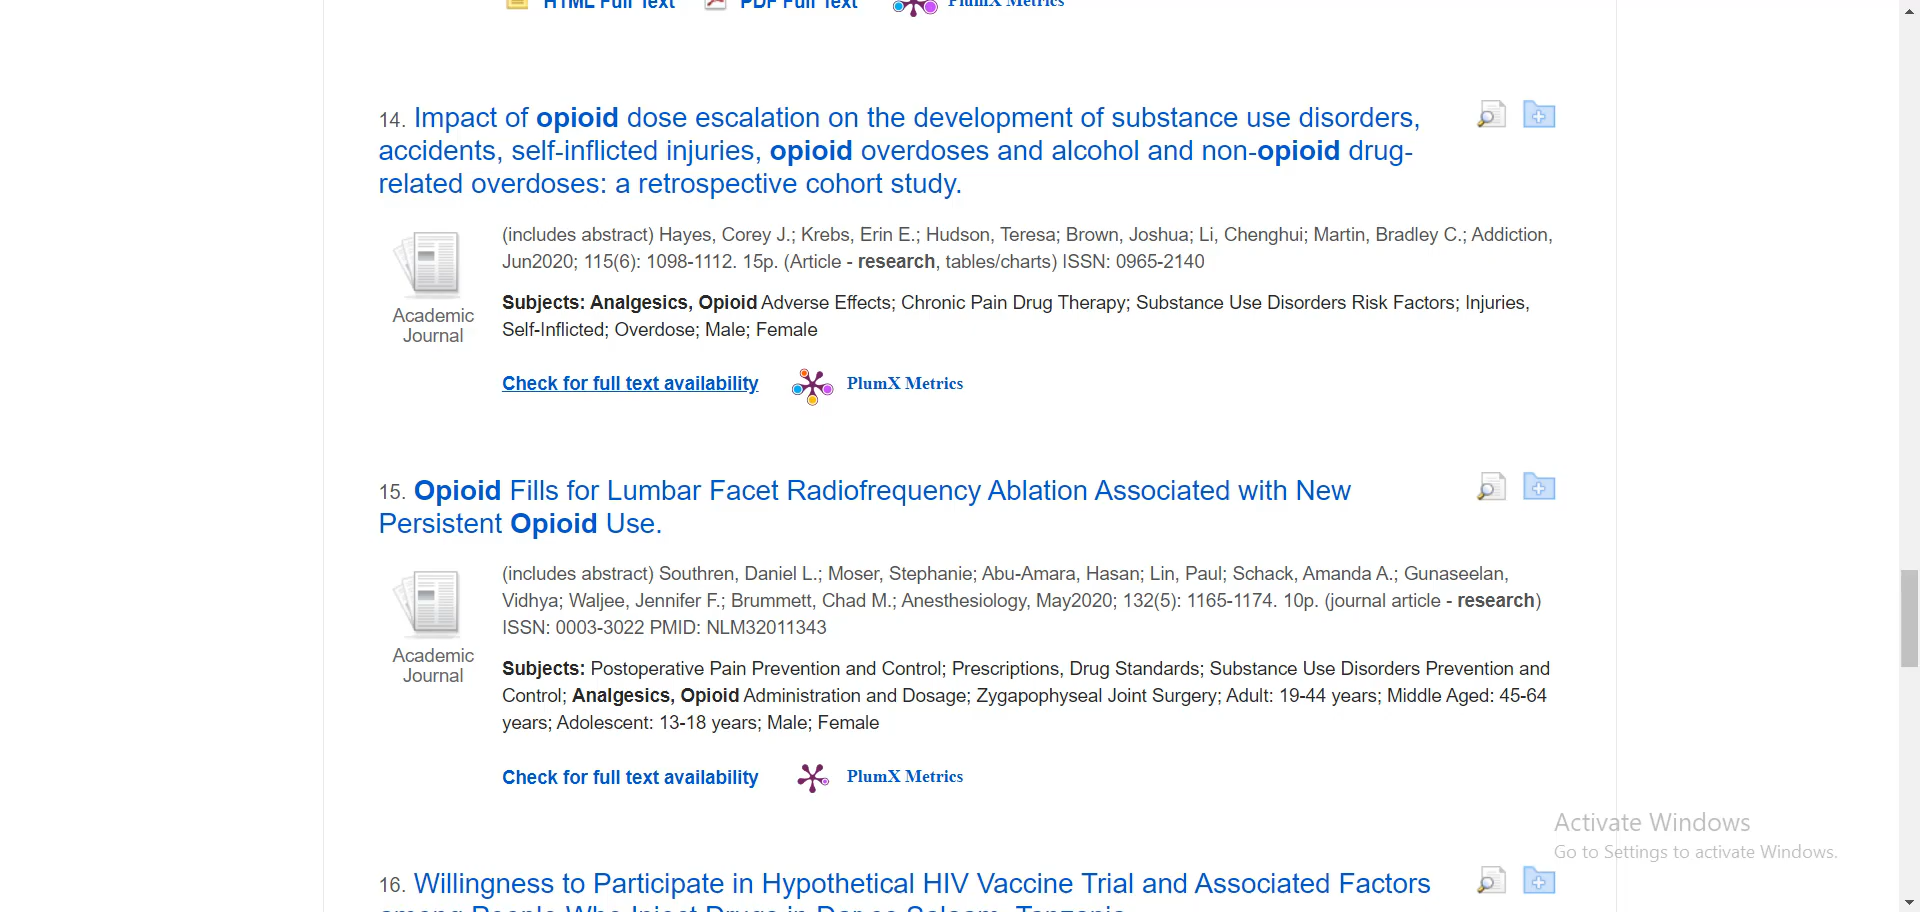 HTML Full Text PDF Full Text PlumX Metrics
14. Impact of opioid dose escalation on the development of substance use disorders,
accidents, self-inflicted injuries, opioid overdoses and alcohol and non-opioid drug-
related overdoses: a retrospective cohort study.
(includes abstract) Hayes, Corey J.; Krebs, Erin E.; Hudson, Teresa; Brown, Joshua; Li, Chenghui; Martin, Bradley C.; Addiction,
Jun2020; 115(6): 1098-1112. 15p. (Article - research, tables/charts) ISSN: 0965-2140
Academic
Journal
Subjects: Analgesics, Opioid Adverse Effects; Chronic Pain Drug Therapy; Substance Use Disorders Risk Factors; Injuries,
Self-Inflicted; Overdose; Male; Female
Check for full text availability PlumX Metrics
15. Opioid Fills for Lumbar Facet Radiofrequency Ablation Associated with New
Persistent Opioid Use.
(includes abstract) Southren, Daniel L.; Moser, Stephanie; Abu-Amara, Hasan; Lin, Paul; Schack, Amanda A.; Gunaseelan,
Vidhya; Waljee, Jennifer F.; Brummett, Chad M.; Anesthesiology, May2020; 132(5): 1165-1174. 10p. (journal article - research)
ISSN: 0003-3022 PMID: NLM32011343
Academic
Journal
Subjects: Postoperative Pain Prevention and Control; Prescriptions, Drug Standards; Substance Use Disorders Prevention and
Control; Analgesics, Opioid Administration and Dosage; Zygapophyseal Joint Surgery; Adult: 19-44 years; Middle Aged: 45-64
years; Adolescent: 13-18 years; Male; Female
Check for full text availability PlumX Metrics
Activate Windows
Go to Settings to activate Windows.
16. Willingness to Participate in Hypothetical HIV Vaccine Trial and Associated Factors
among People Who Inject Drugs in Dar es Salaam, Tanzania